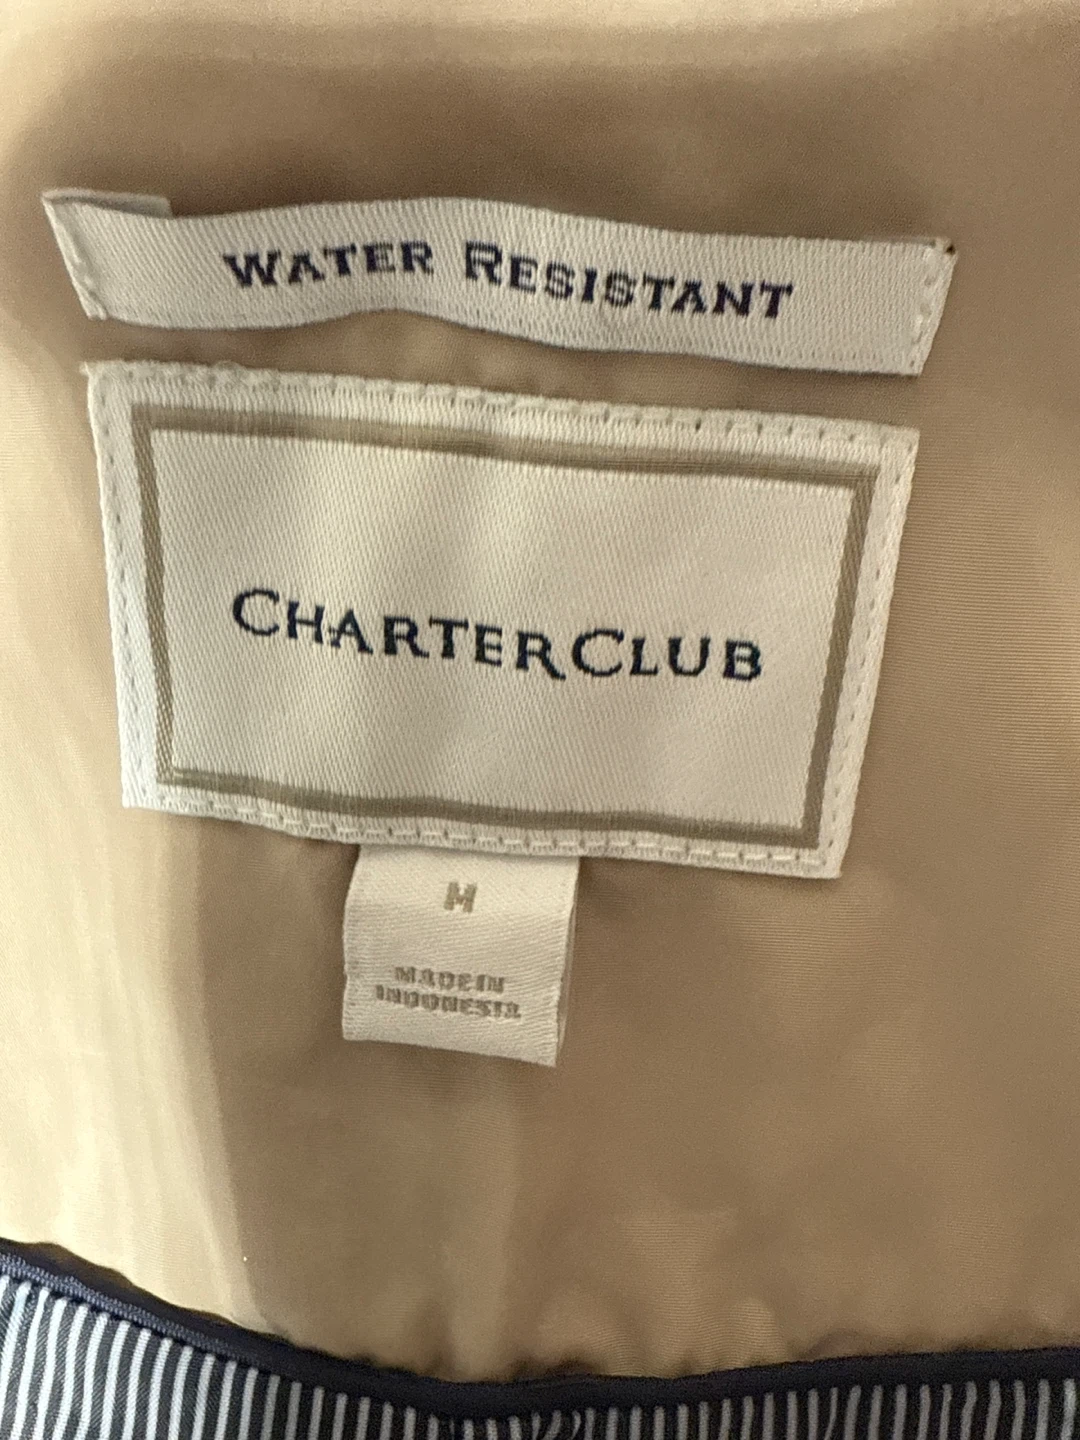 WATER RESISTANT
CHARTERCLUB
M
MADE IN
INDONESIA